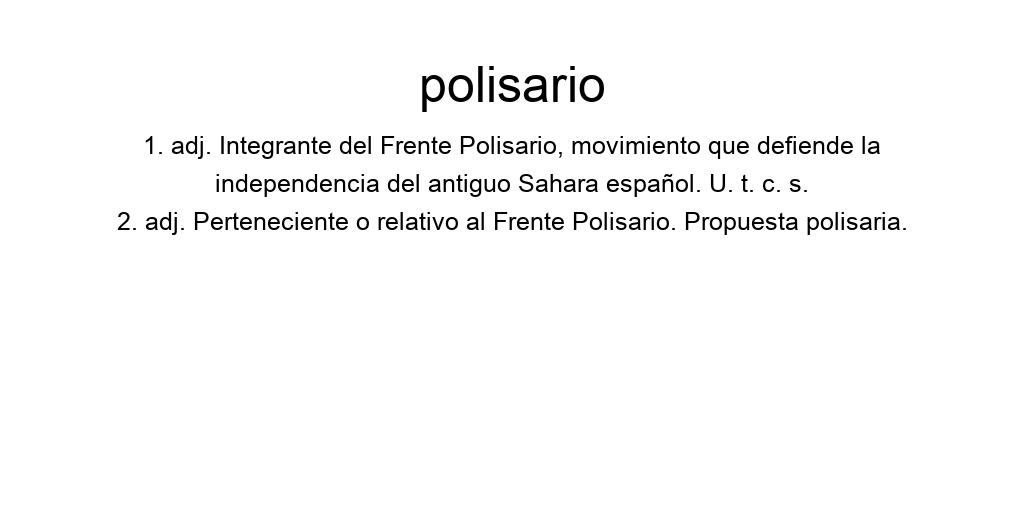 polisario
1. adj. Integrante del Frente Polisario, movimiento que defiende la
independencia del antiguo Sahara español. U. t. c. s.
2. adj. Perteneciente o relativo al Frente Polisario. Propuesta polisaria.